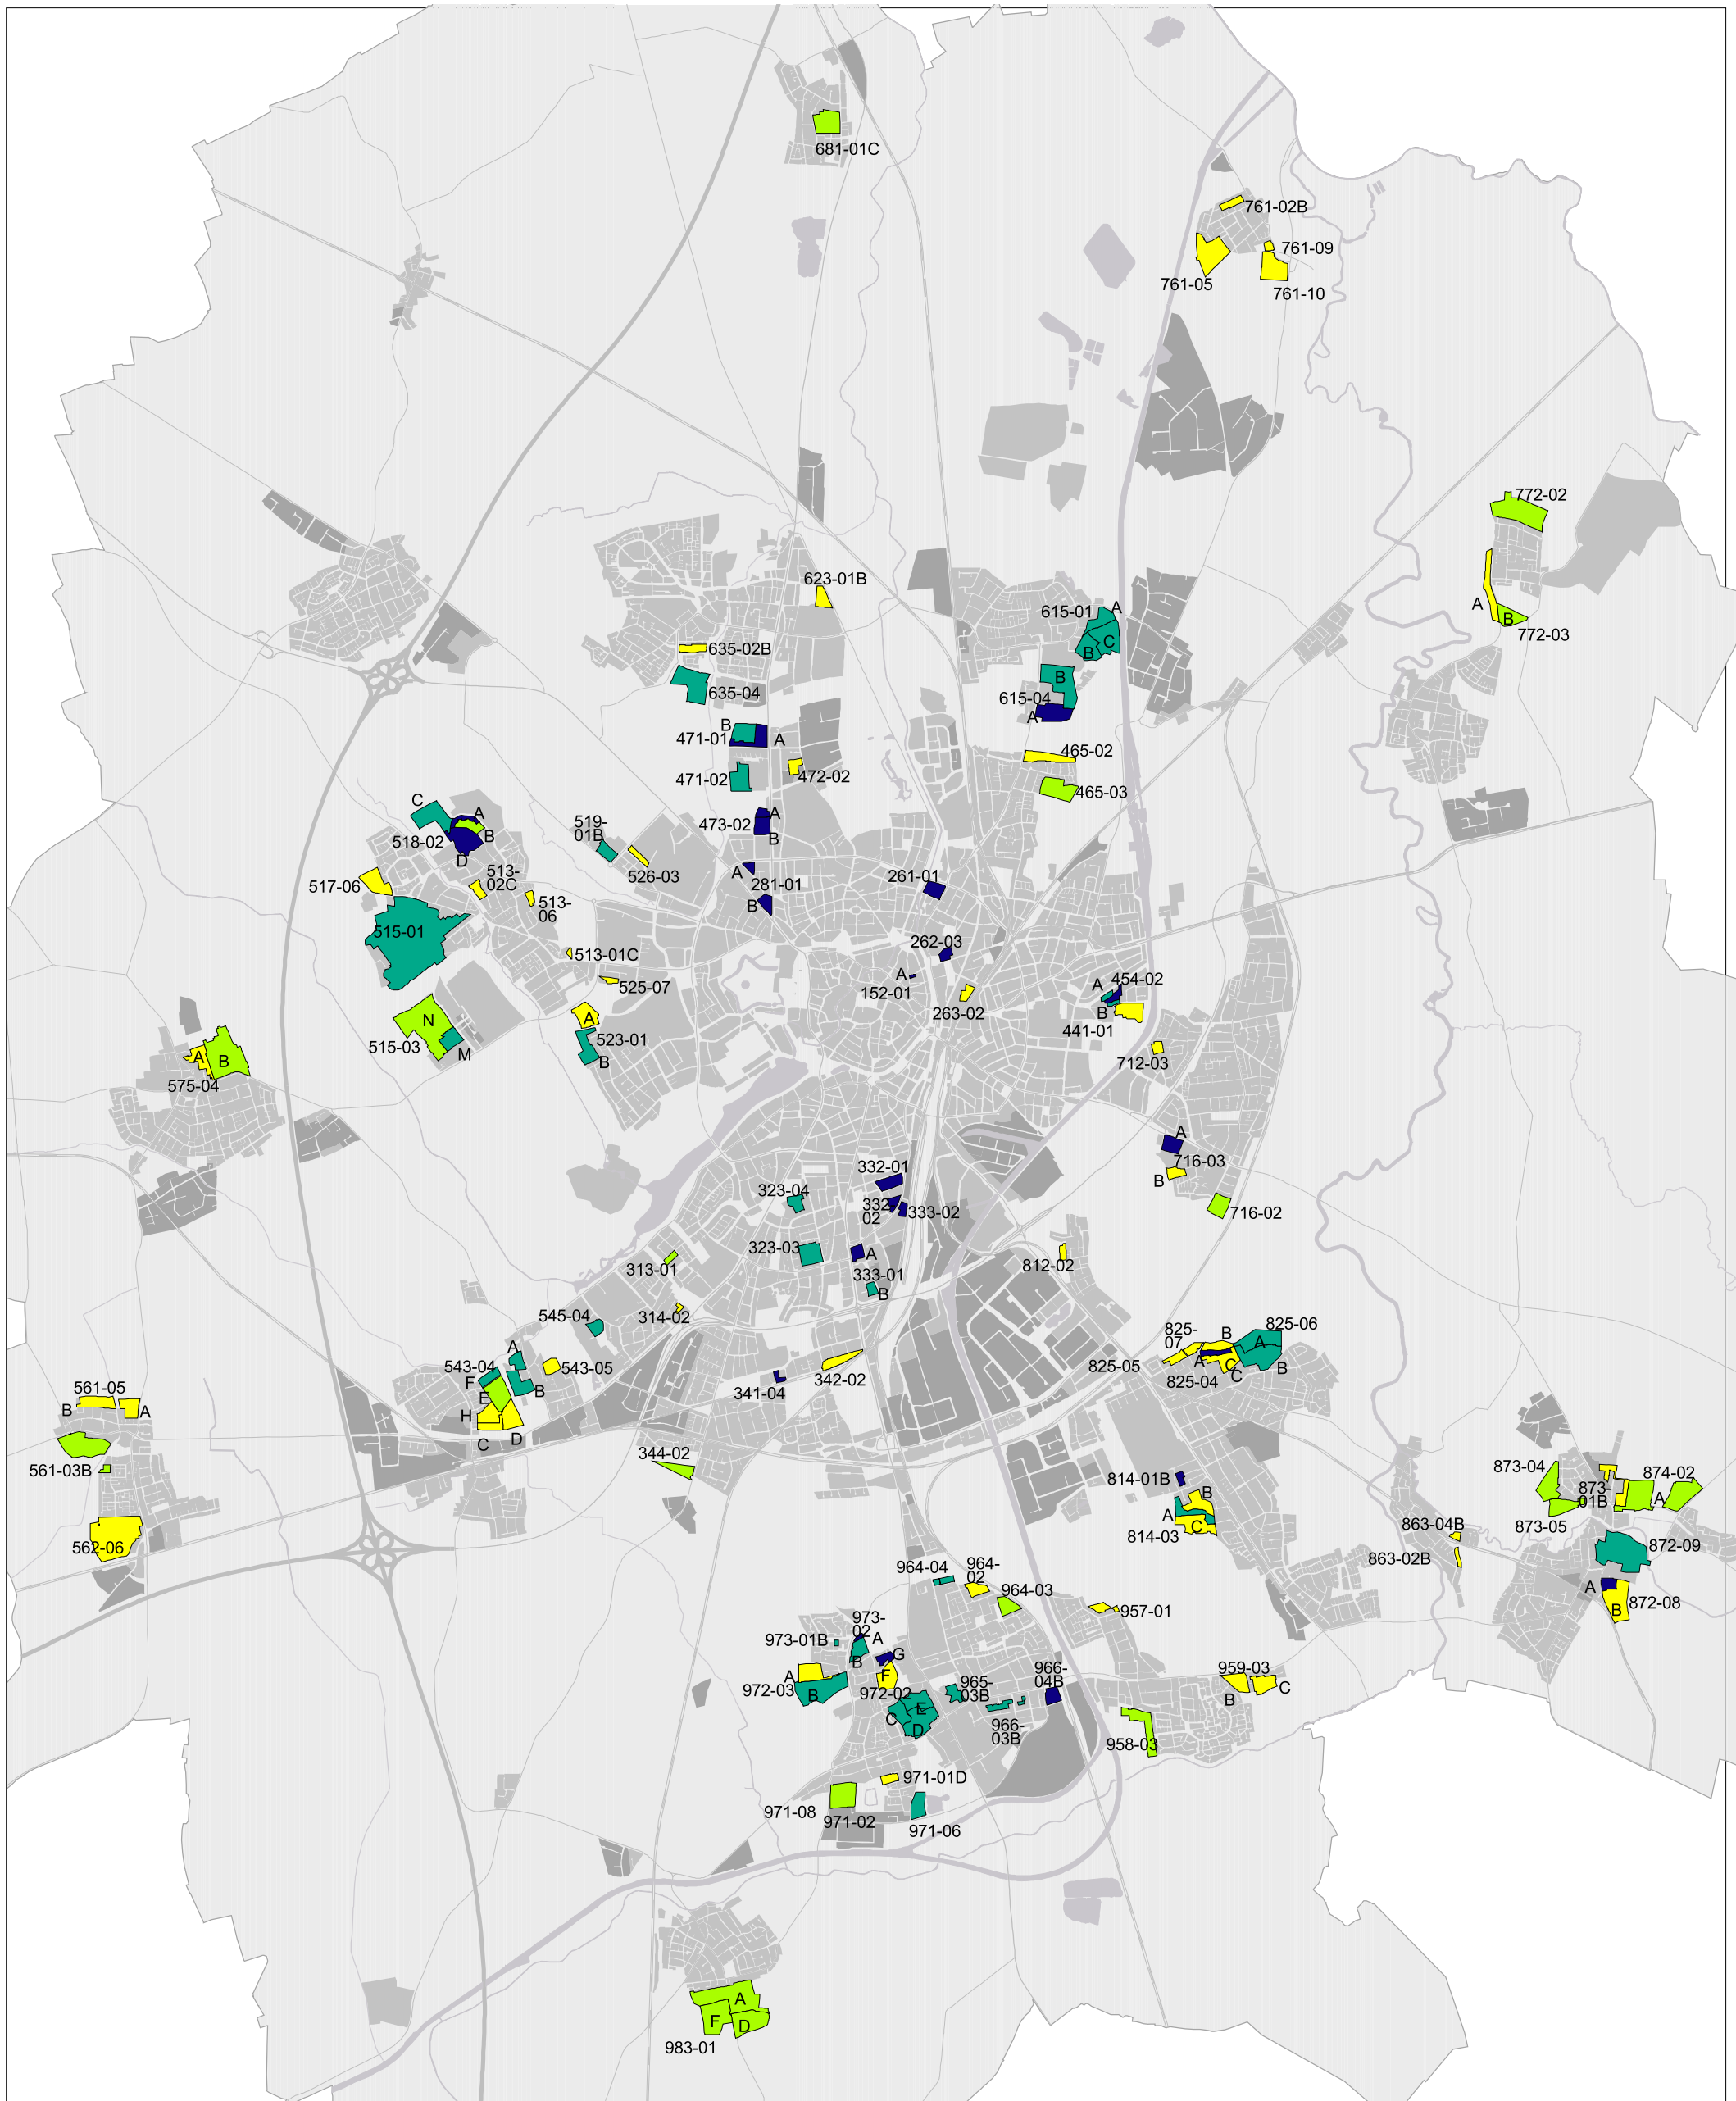 681-01C
761-02B
761-09
761-05
761-10
772-02
623-01B
A
615-01
C
B
A
B
772-03
635-02B
B
635-04
615-04
A
B
471-01
A
465-02
471-02
472-02
465-03
C
A
518-02
B
D
519-
01B
473-02
A
B
513-
02C
526-03
A
281-01
261-01
517-06
B
513-
06
515-01
262-03
513-01C
A
152-01
454-02
A
525-07
263-02
B
441-01
N
A
515-03
M
523-01
B
712-03
A
B
575-04
A
716-03
B
332-01
323-04
332-
02
333-02
716-02
323-03
A
313-01
333-01
B
812-02
314-02
545-04
825-
07
B
825-06
A
A
543-04
543-05
825-05
A
C
B
F
825-04
C
E
B
341-04
342-02
561-05
B
A
H
C
D
344-02
561-03B
814-01B
873-04
874-02
873-
01B
A
B
A
873-05
C
814-03
863-04B
562-06
872-09
863-02B
964-04
964-
02
964-03
A
872-08
B
957-01
973-
02
973-01B
A
B
G
A
F
966-
04B
959-03
972-03
B
972-02
965-
03B
B
C
E
C
D
966-
03B
958-03
971-01D
971-08
971-02
971-06
A
F
D
983-01